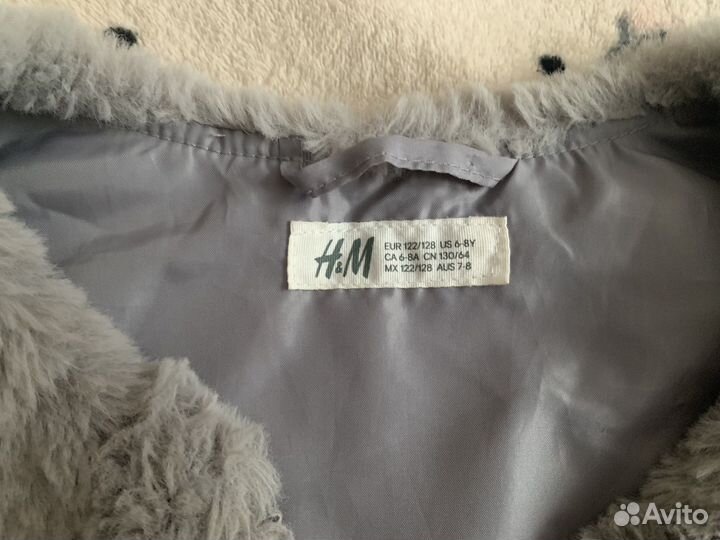 H&M
EUR 122/128 US 6-8Y
CA 6-8A CN 130/64
MX 122/128 AUS 7-8
Avito